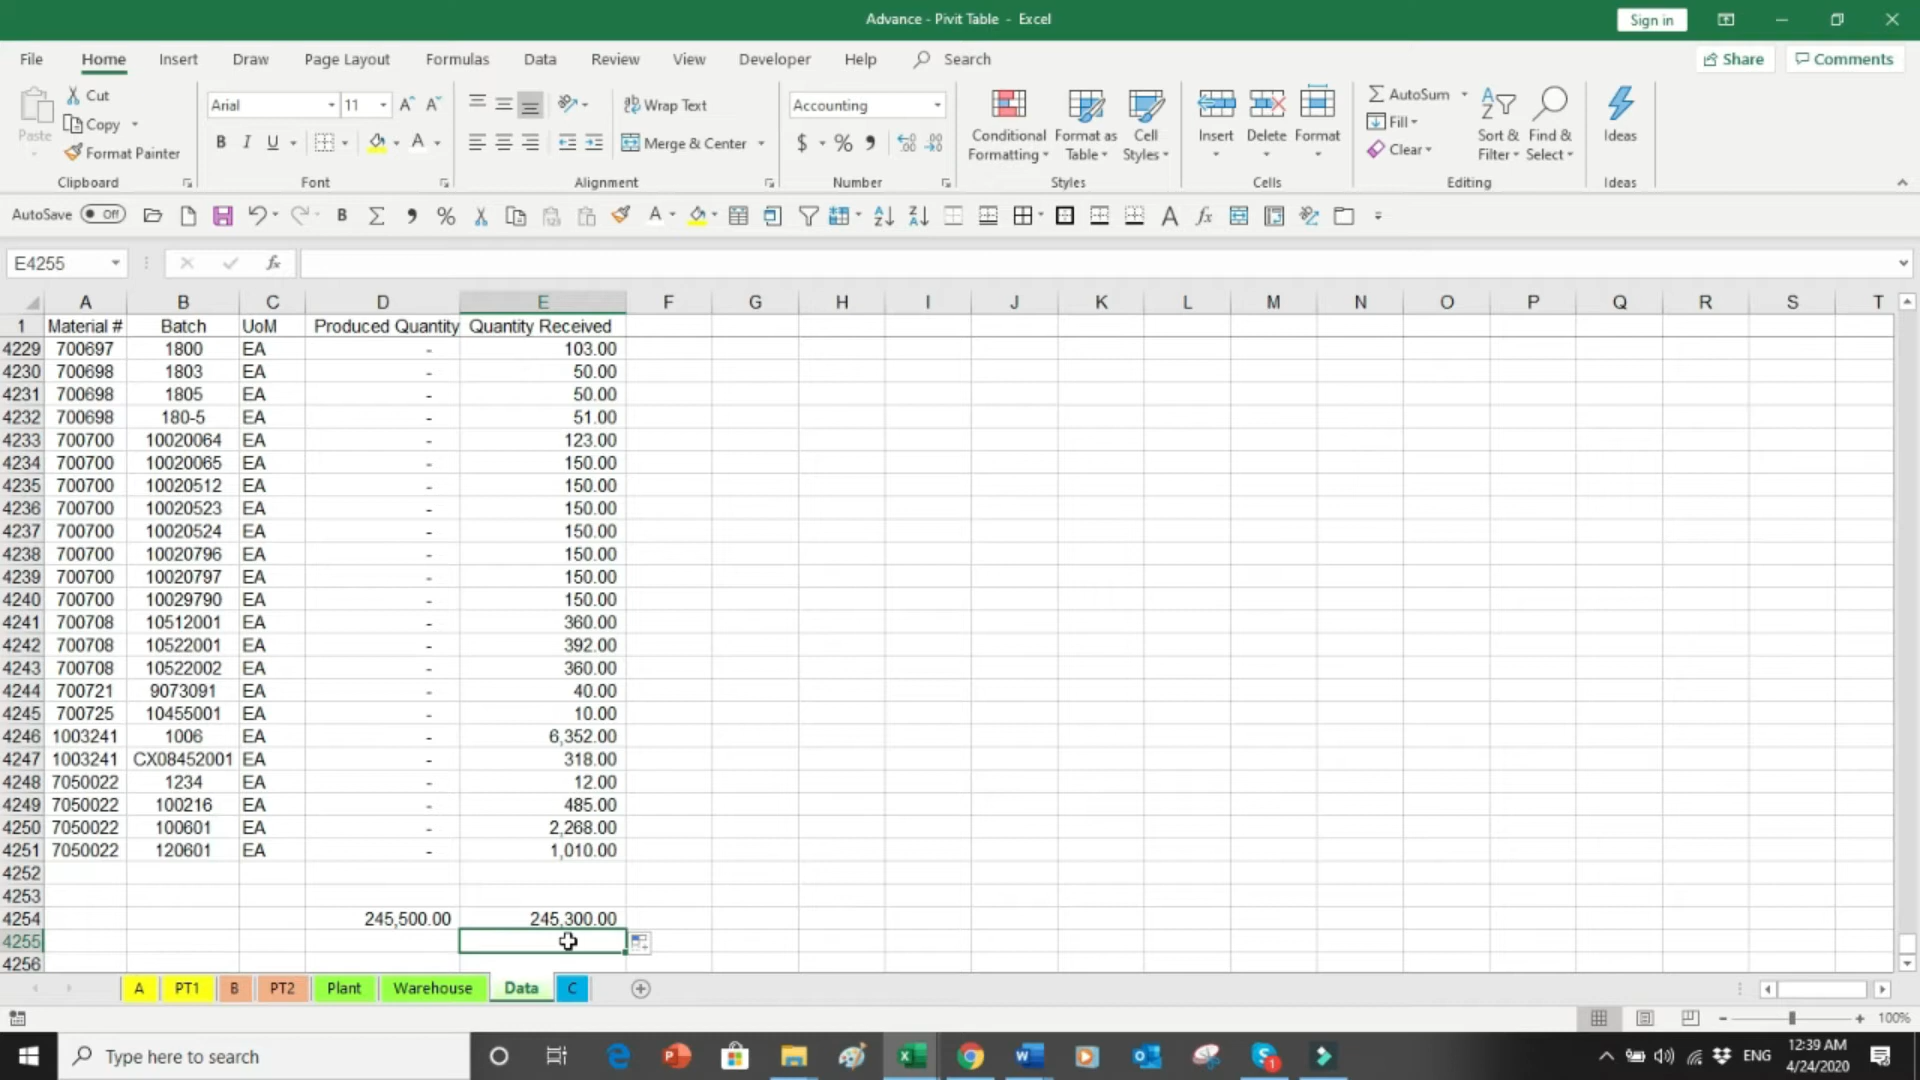 Advance - Pivit Table - Excel
Sign in
File Home Insert Draw Page Layout Formulas Data Review View Developer Help Search Share Comments
Paste Cut Copy Format Painter Clipboard
Arial 11 B I U Font
Wrap Text Merge & Center Alignment
Accounting $ % Number
Conditional Formatting Format as Table Cell Styles Styles
Insert Delete Format Cells
AutoSum Fill Clear Sort & Filter Find & Select Editing
Ideas Ideas
AutoSave Off
E4255 fx
A B C D E F G H I J K L M N O P Q R S T
1 Material # Batch UoM Produced Quantity Quantity Received
4229 700697 1800 EA - 103.00
4230 700698 1803 EA - 50.00
4231 700698 1805 EA - 50.00
4232 700698 180-5 EA - 51.00
4233 700700 10020064 EA - 123.00
4234 700700 10020065 EA - 150.00
4235 700700 10020512 EA - 150.00
4236 700700 10020523 EA - 150.00
4237 700700 10020524 EA - 150.00
4238 700700 10020796 EA - 150.00
4239 700700 10020797 EA - 150.00
4240 700700 10029790 EA - 150.00
4241 700708 10512001 EA - 360.00
4242 700708 10522001 EA - 392.00
4243 700708 10522002 EA - 360.00
4244 700721 9073091 EA - 40.00
4245 700725 10455001 EA - 10.00
4246 1003241 1006 EA - 6,352.00
4247 1003241 CX08452001 EA - 318.00
4248 7050022 1234 EA - 12.00
4249 7050022 100216 EA - 485.00
4250 7050022 100601 EA - 2,268.00
4251 7050022 120601 EA - 1,010.00
4252
4253
4254 245,500.00 245,300.00
4255
4256
A PT1 B PT2 Plant Warehouse Data C
100%
Type here to search
ENG
12:39 AM
4/24/2020